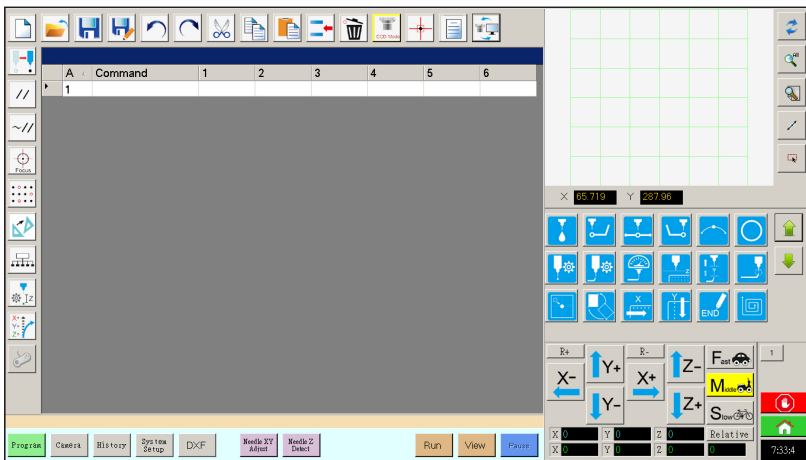 CCD Mode
A Command 1 2 3 4 5 6
1
//
~//
Focus
Z
X+
Y+
Z+
X 65.719 Y 287.96
Z
X
Y
END
R+ R-
X- Y+ X+ Z- Fast
Y- Z+ Middle
Slow
1
X 0 Y 0 Z 0 Relative
X 0 Y 0 Z 0 0
Program Camera History System Setup DXF Needle XY Adjust Needle Z Detect Run View Pause
7:33:4